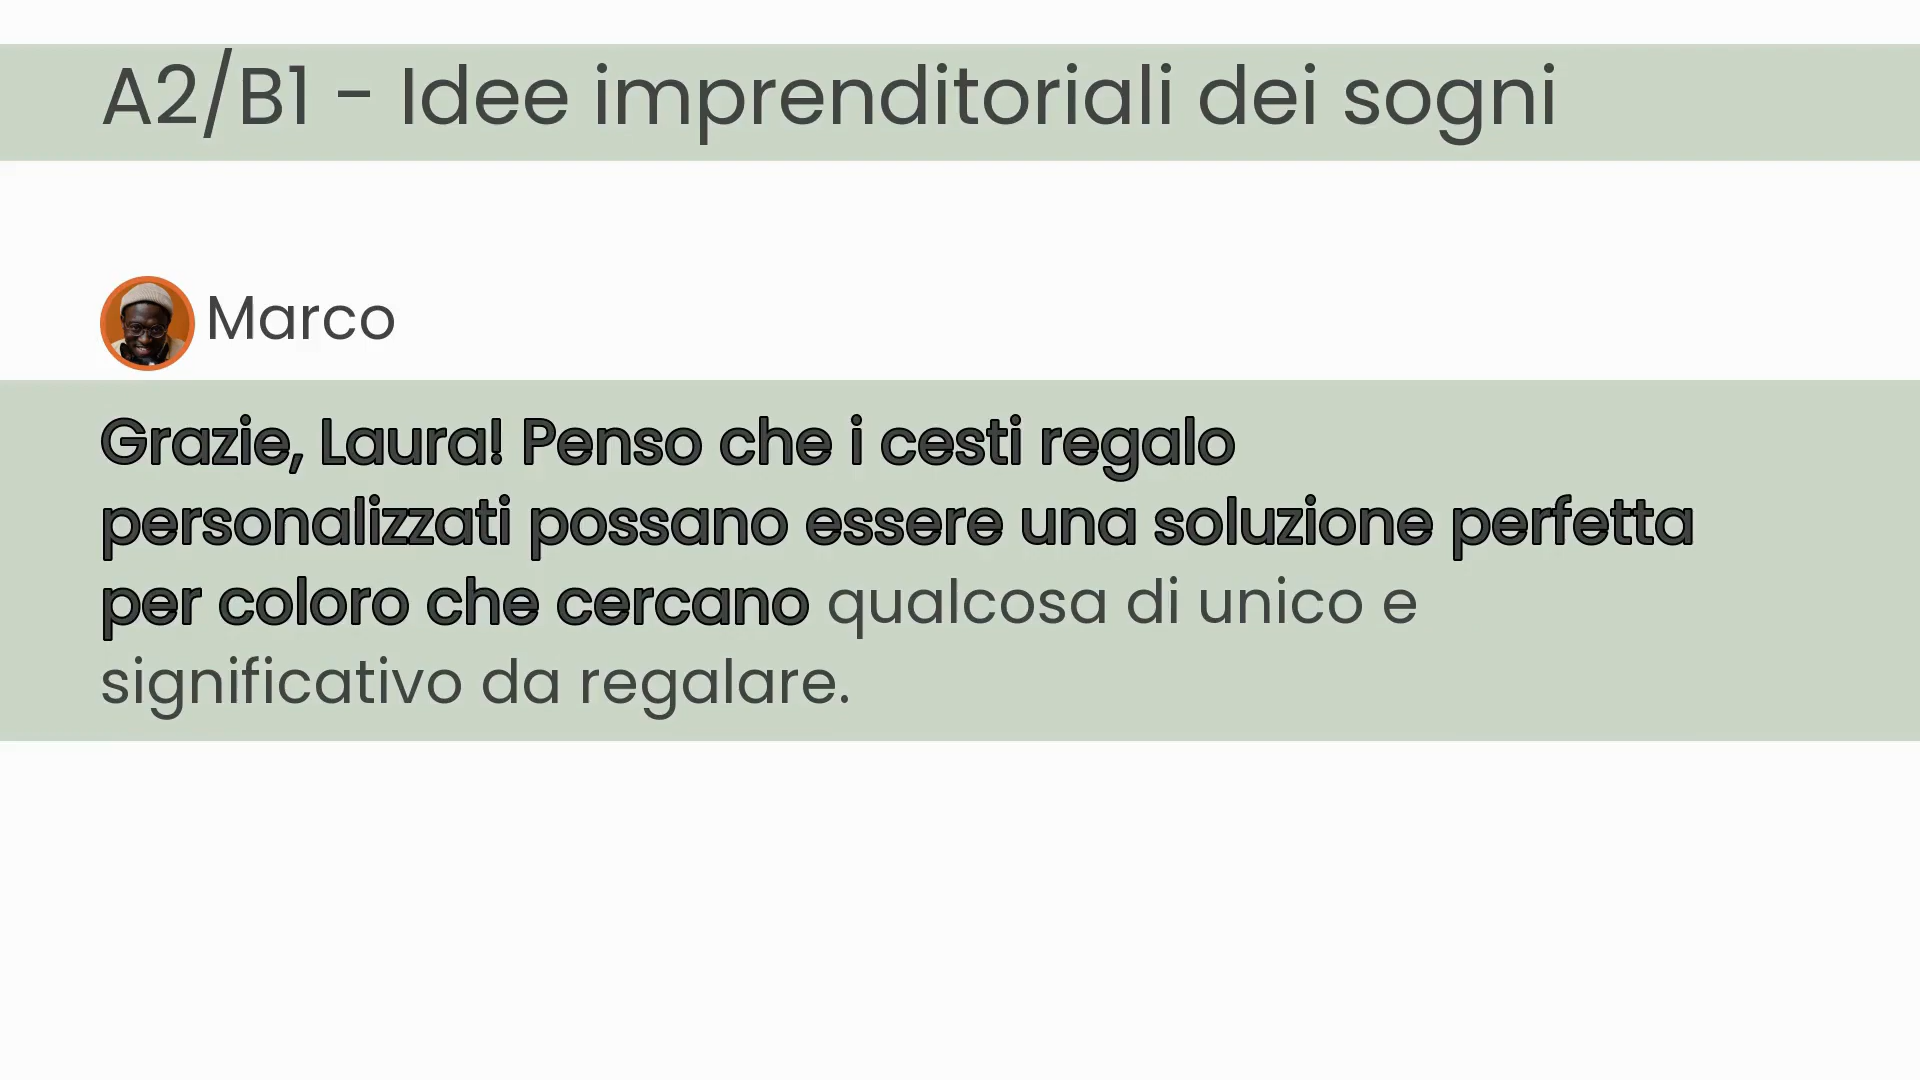 A2/B1 - Idee imprenditoriali dei sogni
Marco
Grazie, Laura! Penso che i cesti regalo
personalizzati possano essere una soluzione perfetta
per coloro che cercano qualcosa di unico e
significativo da regalare.